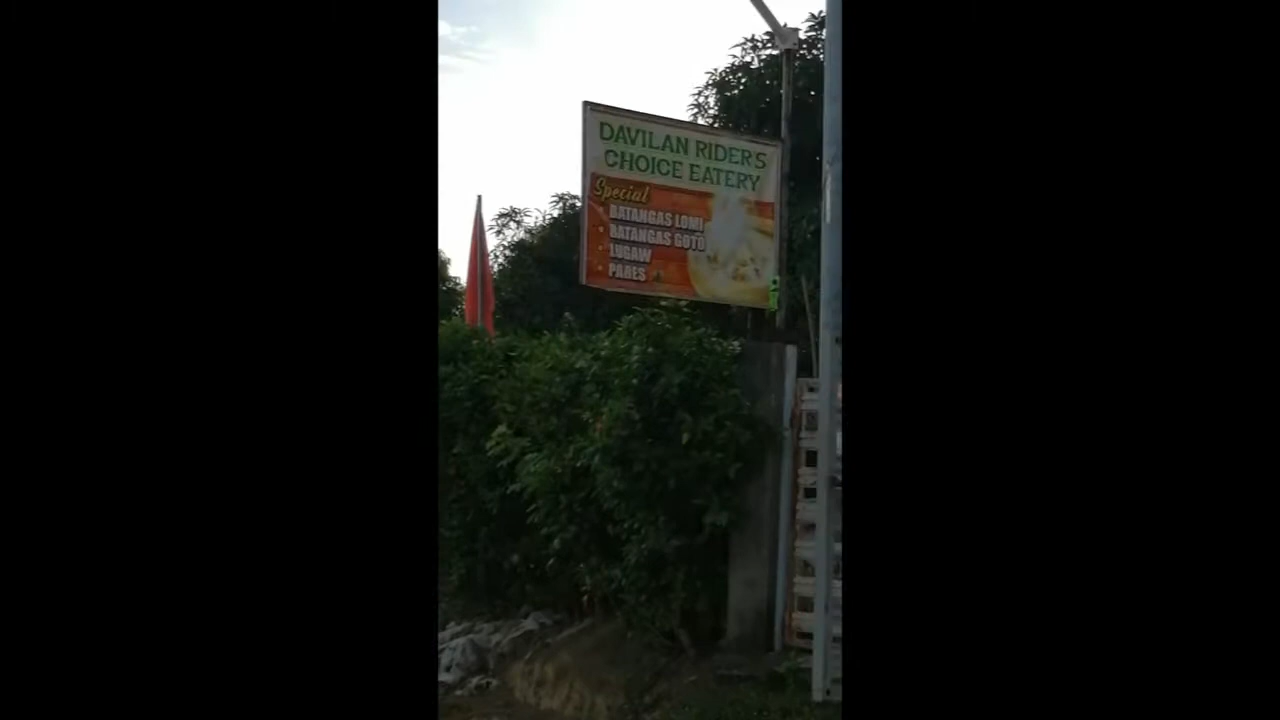 DAVILAN RIDER'S
CHOICE EATERY
Special
• BATANGAS LOMI
• BATANGAS GOTO
• LUGAW
• PARES